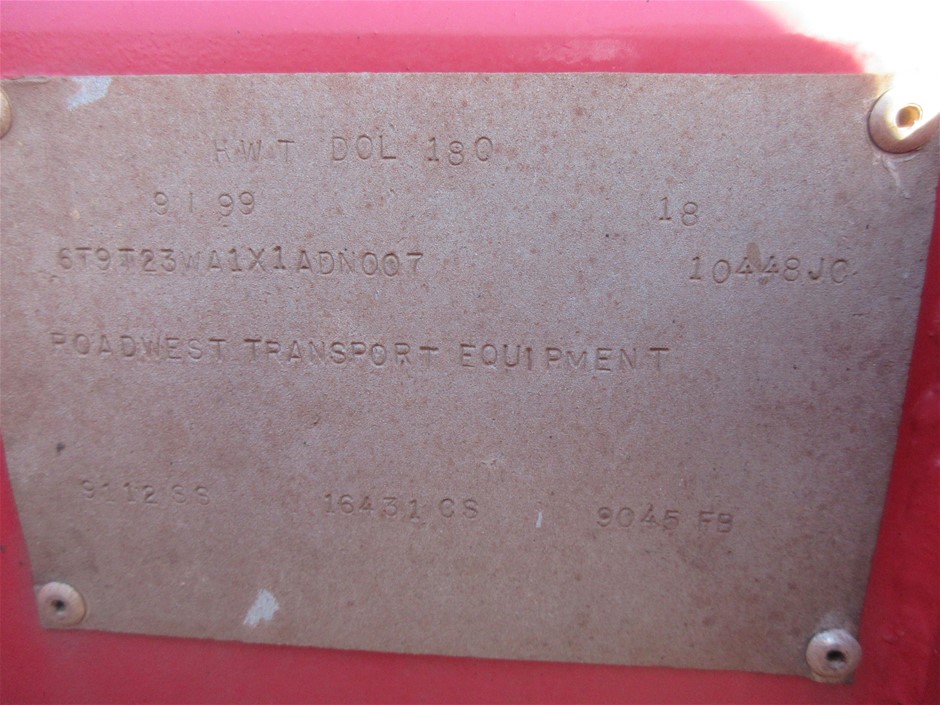 RWT DOL 180
9 1 99 18
6T9T23WA1X1ADN007 10448JC
ROADWEST TRANSPORT EQUIPMENT
9112 SS 16431 CS 9045 FB